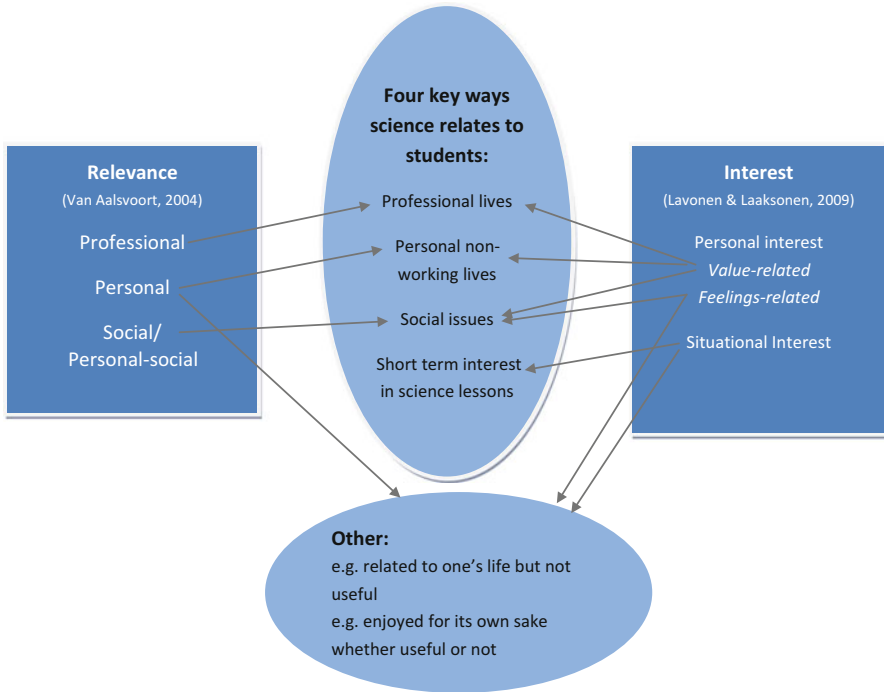 Four key ways
science relates to
students:
Professional lives
Personal non-
working lives
Social issues
Short term interest
in science lessons
Relevance
(Van Aalsvoort, 2004)
Professional
Personal
Social/
Personal-social
Interest
(Lavonen & Laaksonen, 2009)
Personal interest
Value-related
Feelings-related
Situational Interest
Other:
e.g. related to one’s life but not
useful
e.g. enjoyed for its own sake
whether useful or not